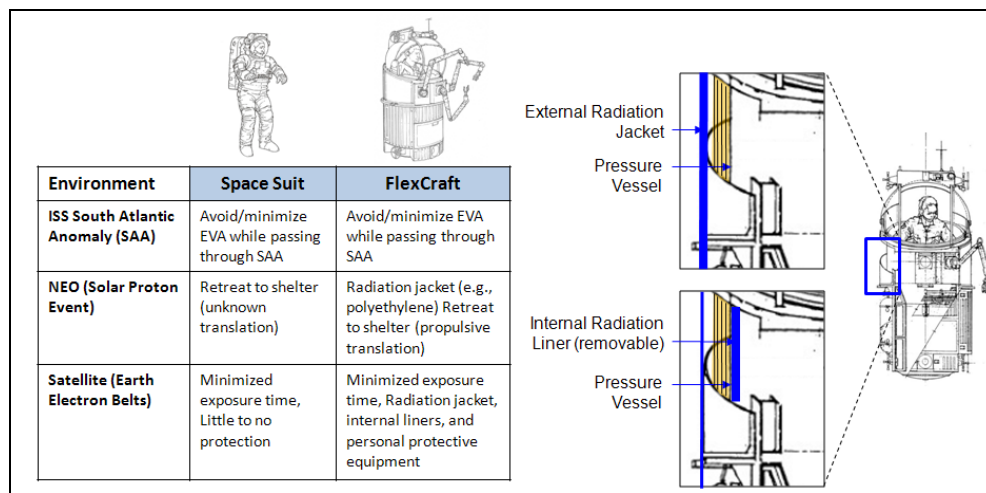 Environment
Space Suit
FlexCraft
ISS South Atlantic
Anomaly (SAA)
Avoid/minimize
EVA while passing
through SAA
Avoid/minimize EVA
while passing through
SAA
NEO (Solar Proton
Event)
Retreat to shelter
(unknown
translation)
Radiation jacket (e.g.,
polyethylene) Retreat
to shelter (propulsive
translation)
Satellite (Earth
Electron Belts)
Minimized
exposure time,
Little to no
protection
Minimized exposure
time, Radiation jacket,
internal liners, and
personal protective
equipment
External Radiation
Jacket
Pressure
Vessel
Internal Radiation
Liner (removable)
Pressure
Vessel